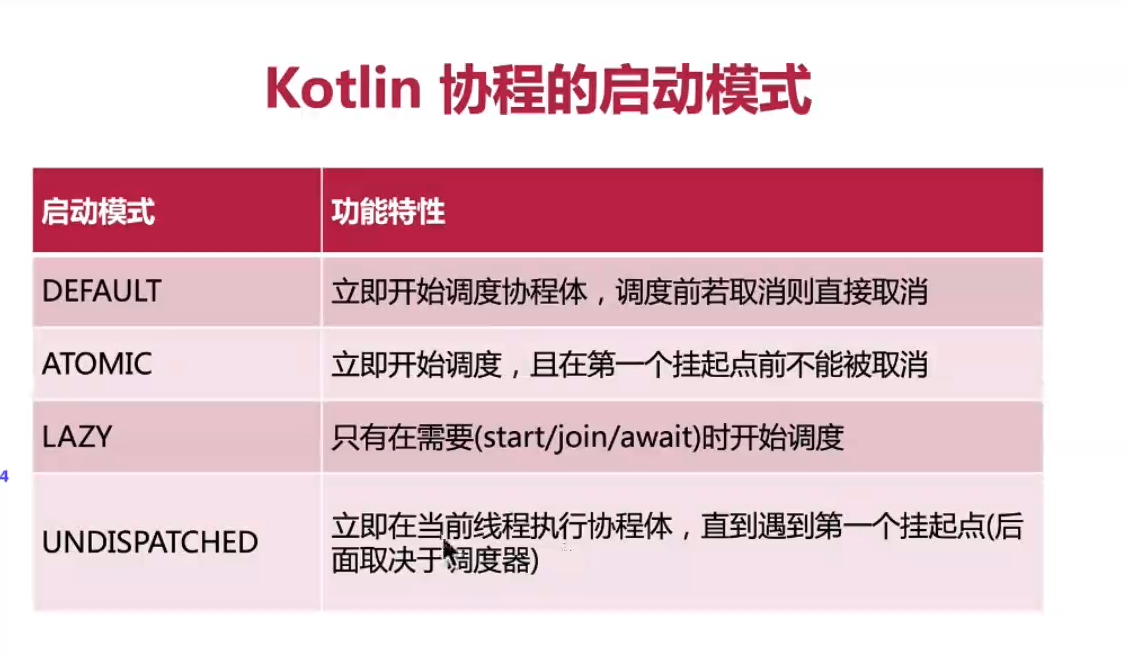 Kotlin 协程的启动模式
启动模式
功能特性
DEFAULT
立即开始调度协程体，调度前若取消则直接取消
ATOMIC
立即开始调度，且在第一个挂起点前不能被取消
LAZY
只有在需要(start/join/await)时开始调度
4
UNDISPATCHED
立即在当前线程执行协程体，直到遇到第一个挂起点(后
面取决于调度器)